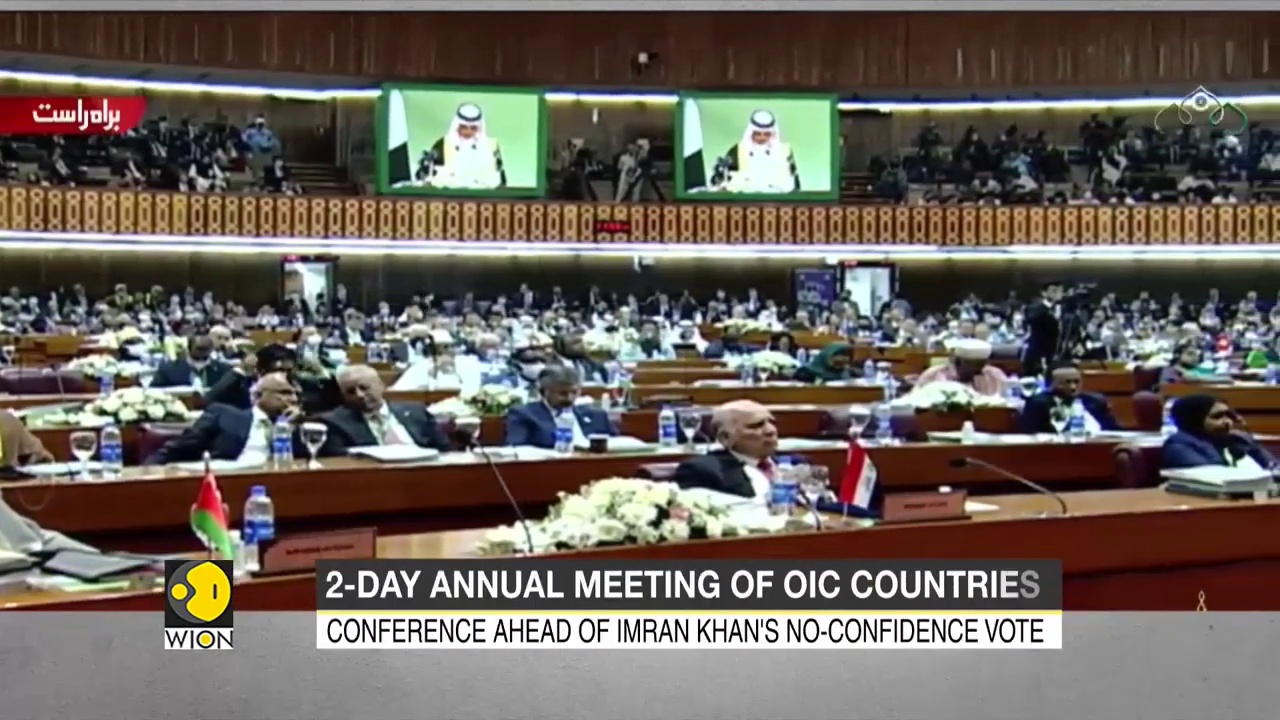 براہ راست
2-DAY ANNUAL MEETING OF OIC COUNTRIES
CONFERENCE AHEAD OF IMRAN KHAN'S NO-CONFIDENCE VOTE
WION